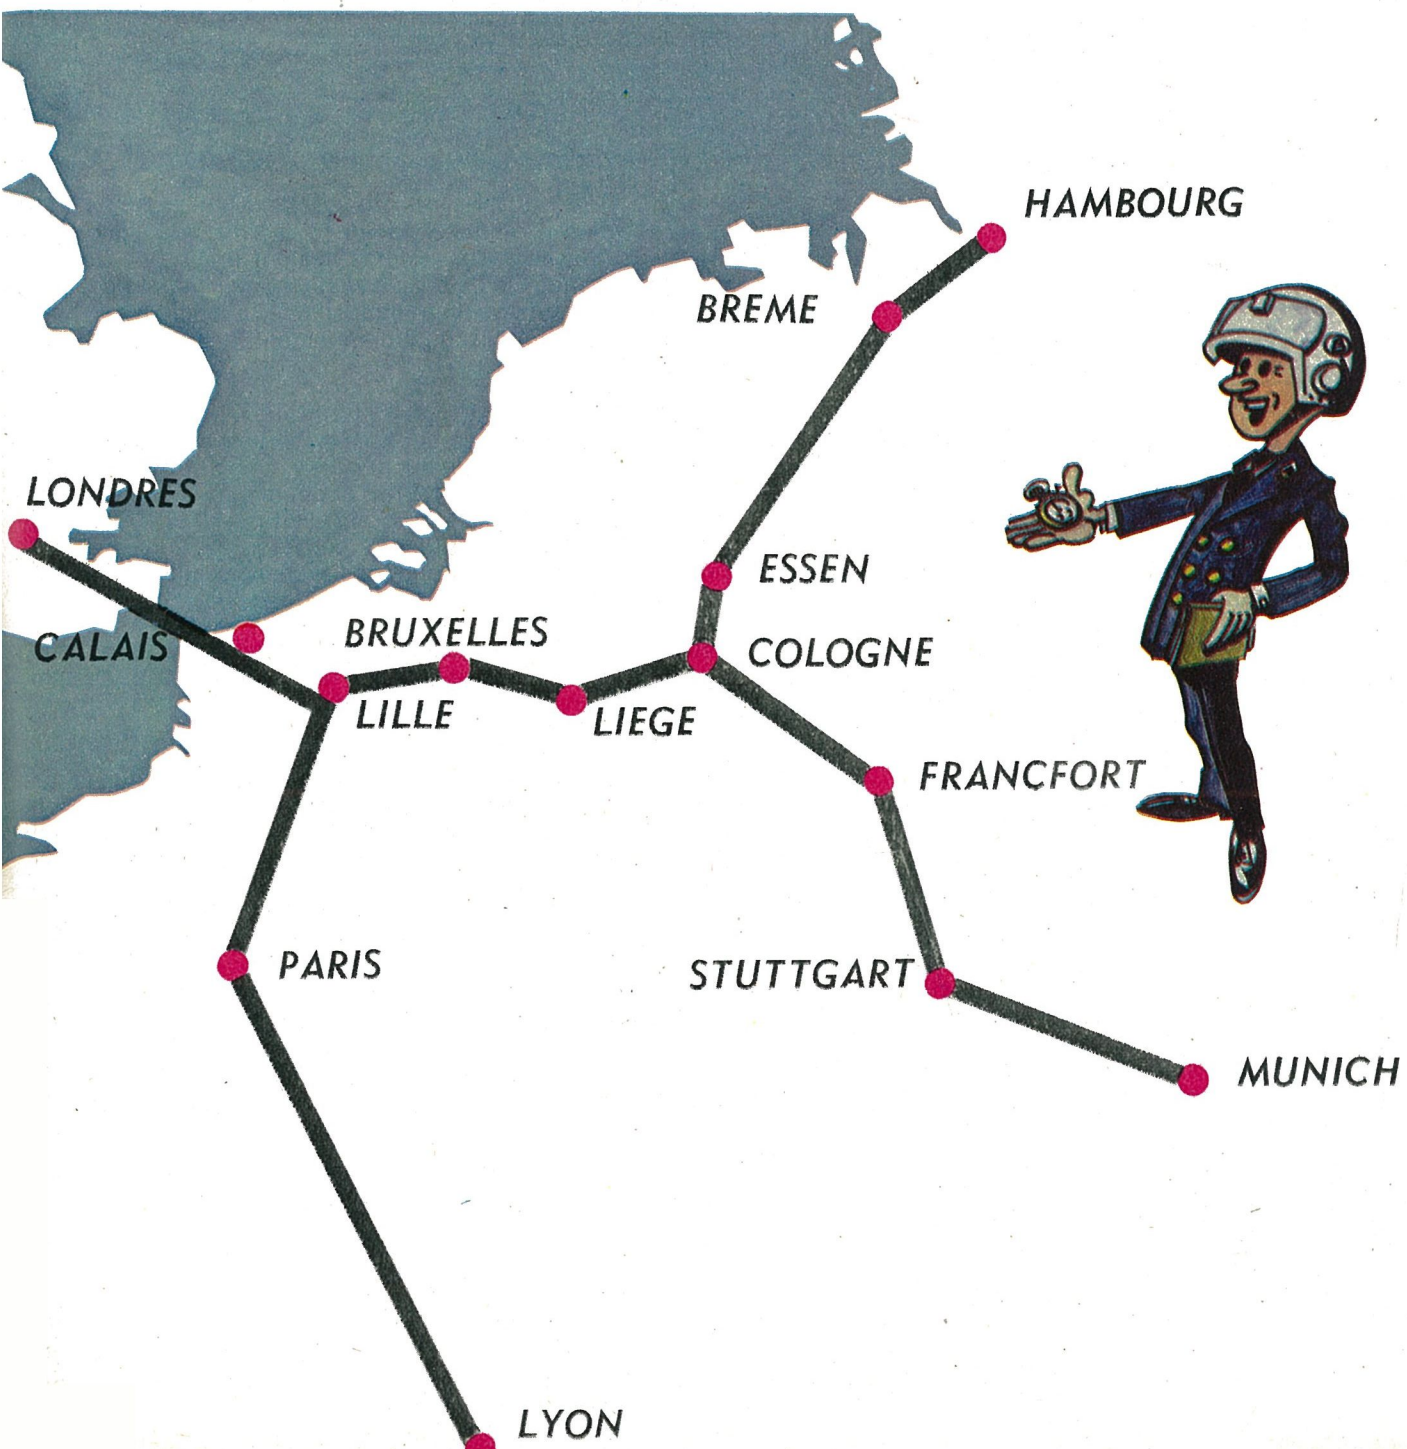 HAMBOURG
BREME
LONDRES
ESSEN
CALAIS
BRUXELLES
COLOGNE
LILLE
LIEGE
FRANCFORT
PARIS
STUTTGART
MUNICH
LYON